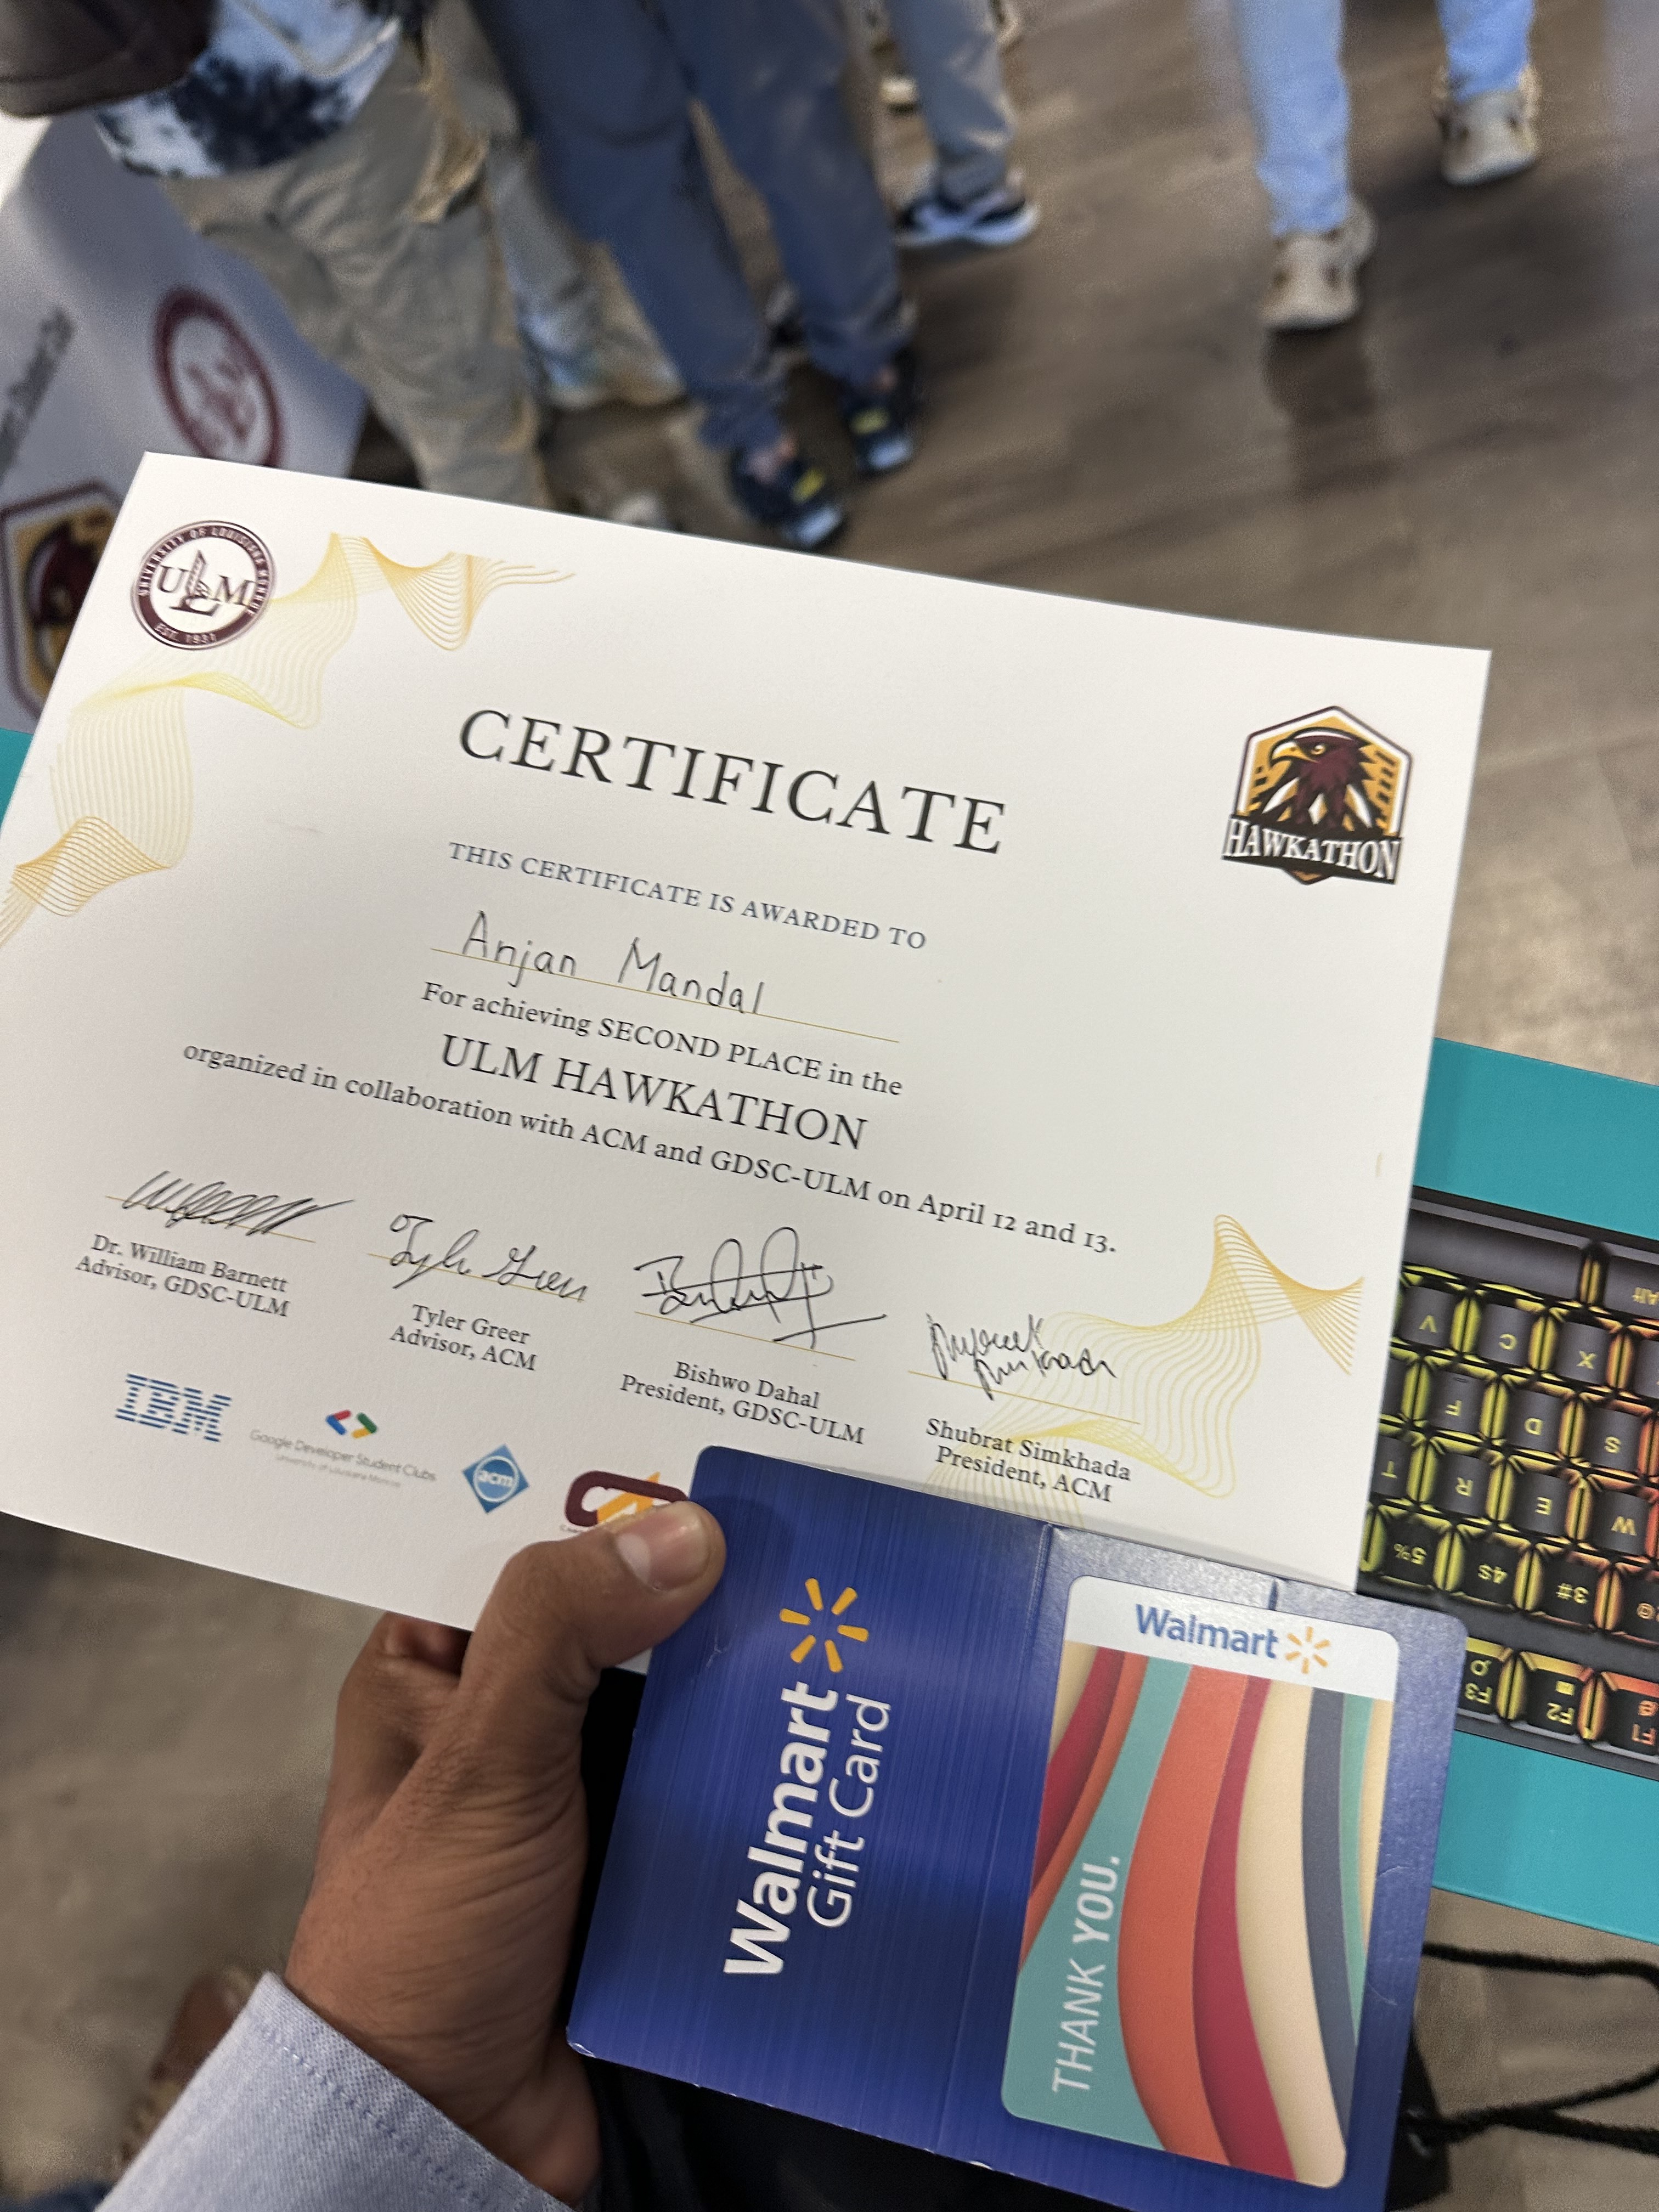 UNIVERSITY OF LOUISIANA MONROE
ULM
EST. 1931
HAWKATHON
CERTIFICATE
THIS CERTIFICATE IS AWARDED TO
Anjan Mandal
For achieving SECOND PLACE in the
ULM HAWKATHON
organized in collaboration with ACM and GDSC-ULM on April 12 and 13.
Dr. William Barnett
Advisor, GDSC-ULM
Tyler Greer
Advisor, ACM
Bishwo Dahal
President, GDSC-ULM
Shubrat Simkhada
President, ACM
IBM
Google Developer Student Clubs
University of Louisiana Monroe
acm
Walmart
Gift Card
Walmart
THANK YOU.
V
C
X
F
D
S
T
R
E
W
5%
4$
3#
F3
F2
F1